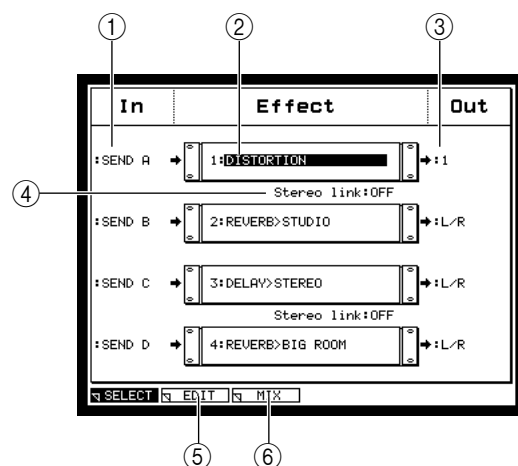 ① ② ③
In Effect Out
:SEND A 1:DISTORTION :1
④ Stereo link:OFF
:SEND B 2:REVERB>STUDIO :L/R
:SEND C 3:DELAY>STEREO :L/R
Stereo link:OFF
:SEND D 4:REVERB>BIG ROOM :L/R
SELECT EDIT MIX
⑤ ⑥